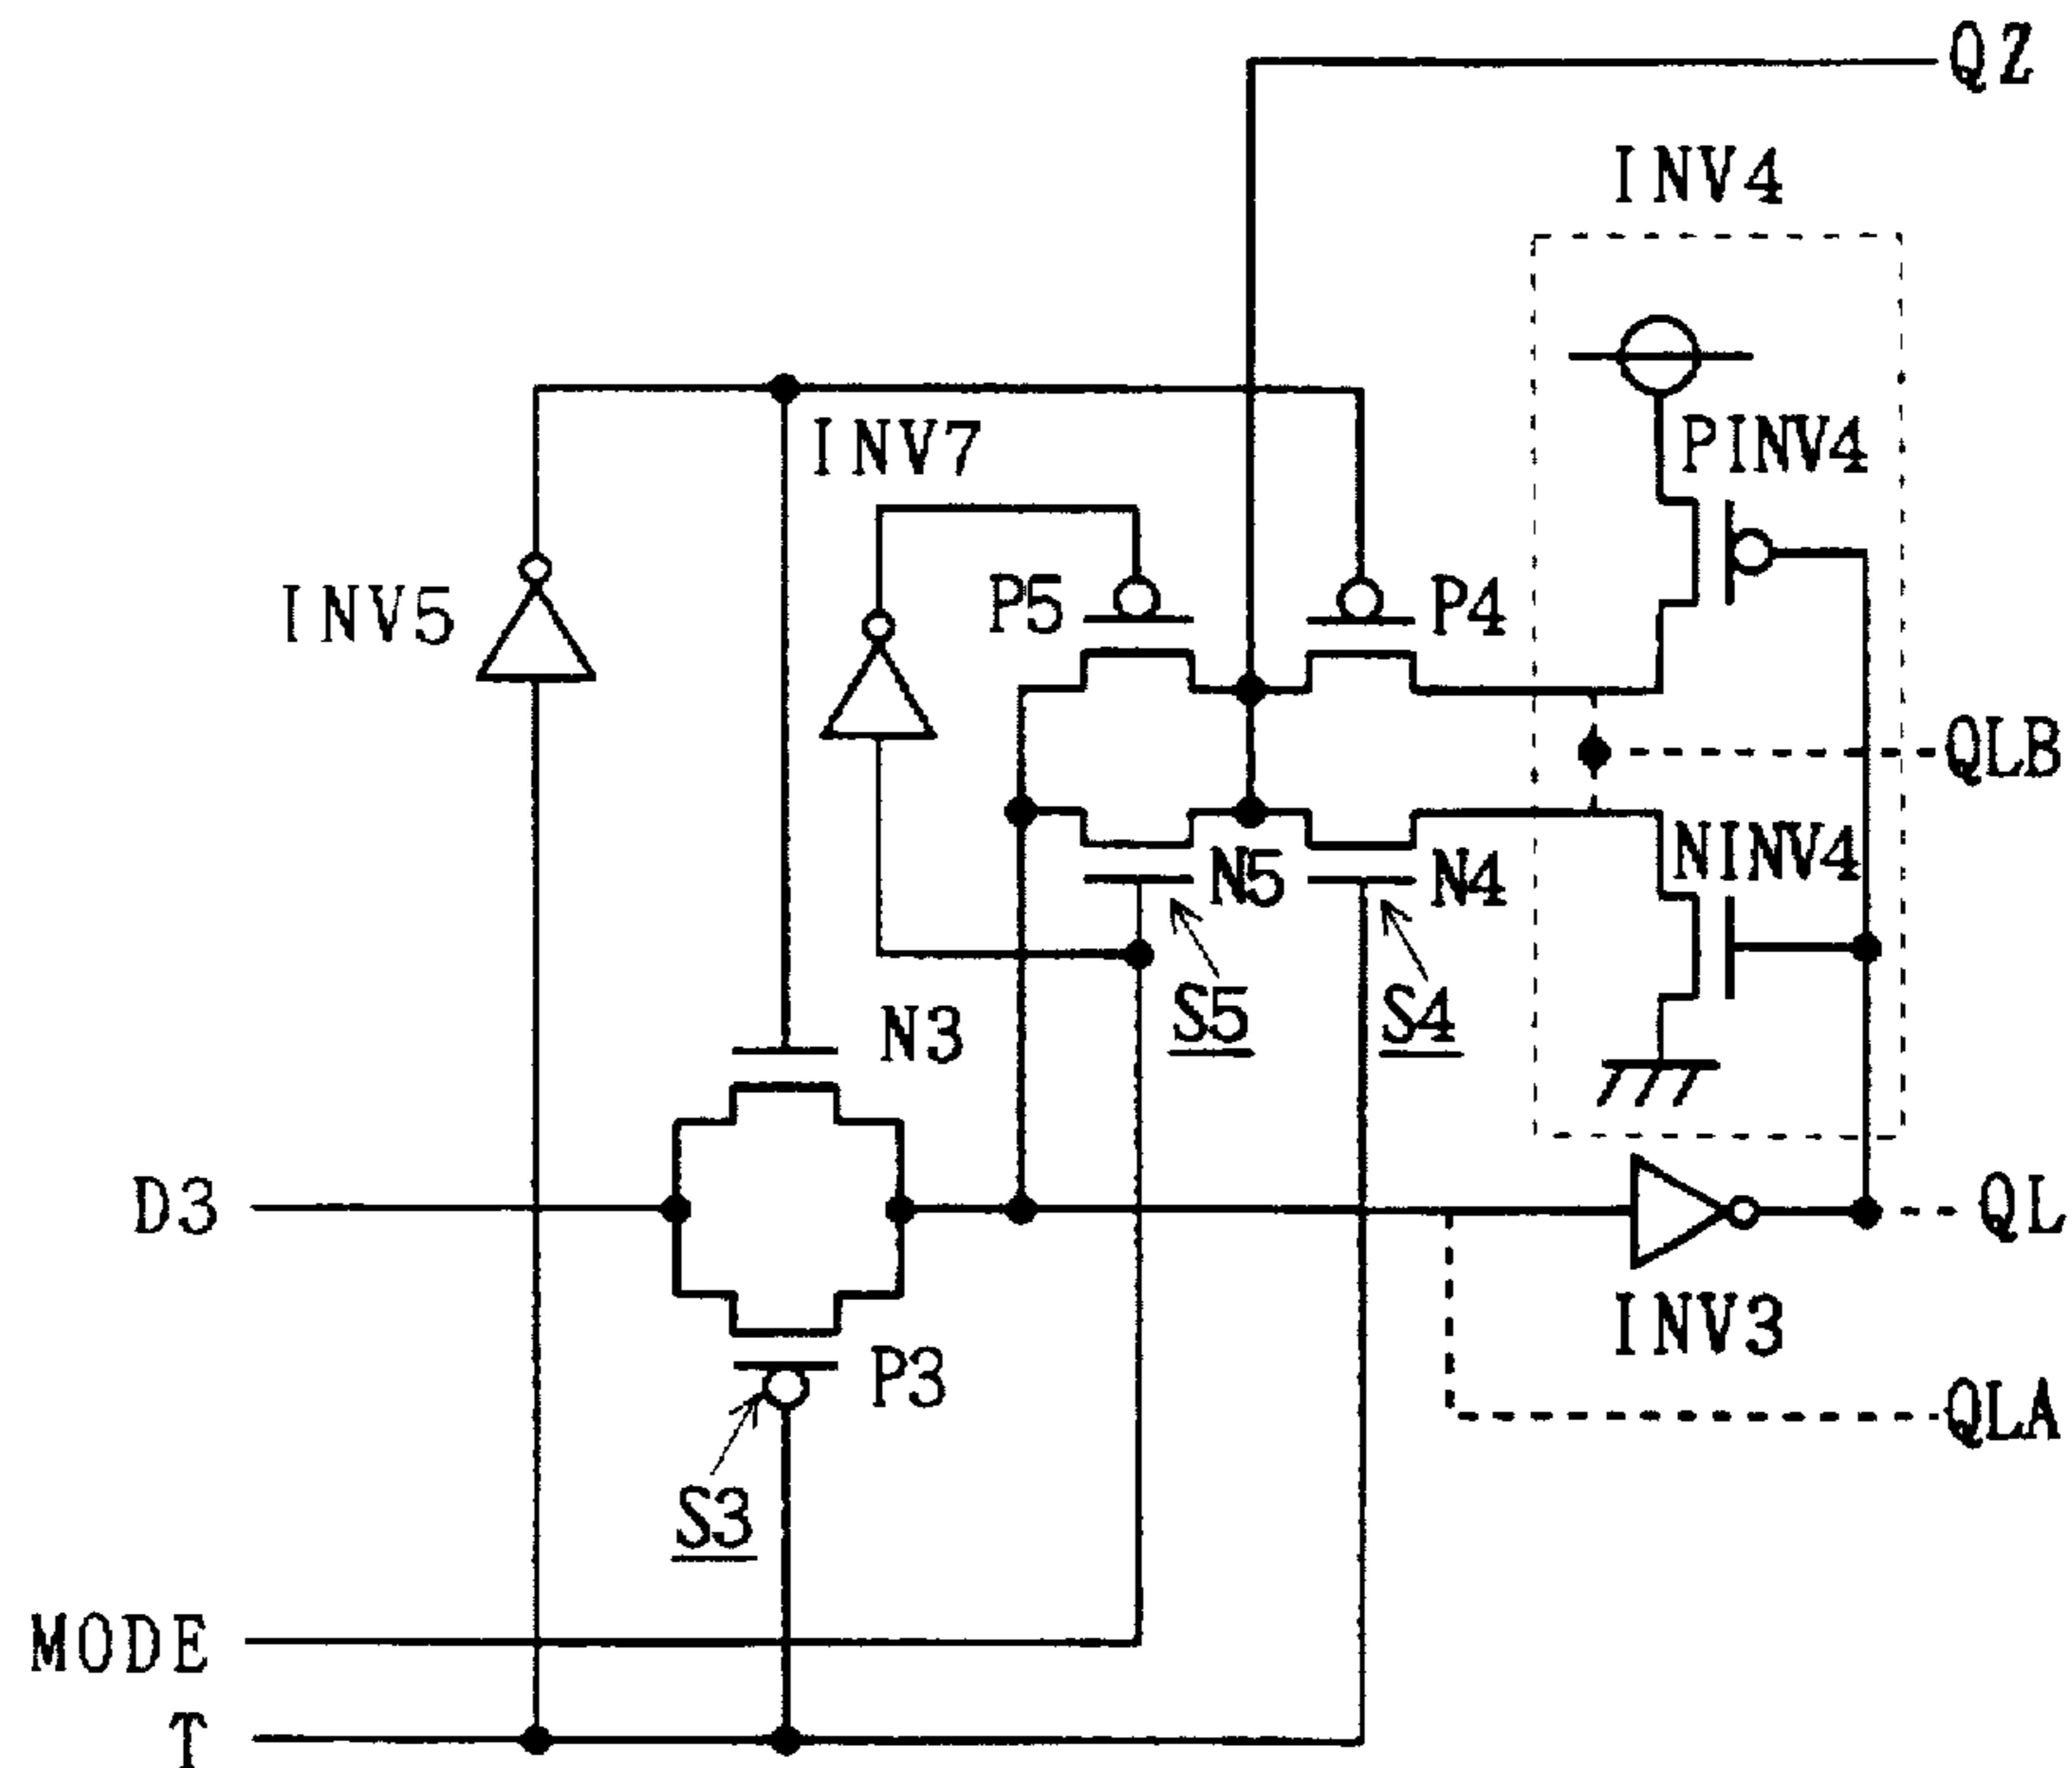 QZ
INV4
INV7
PINV4
INV5
P5
P4
QLB
NINV4
N5
N4
S5
S4
N3
D3
QL
INV3
P3
QLA
S3
MODE
T